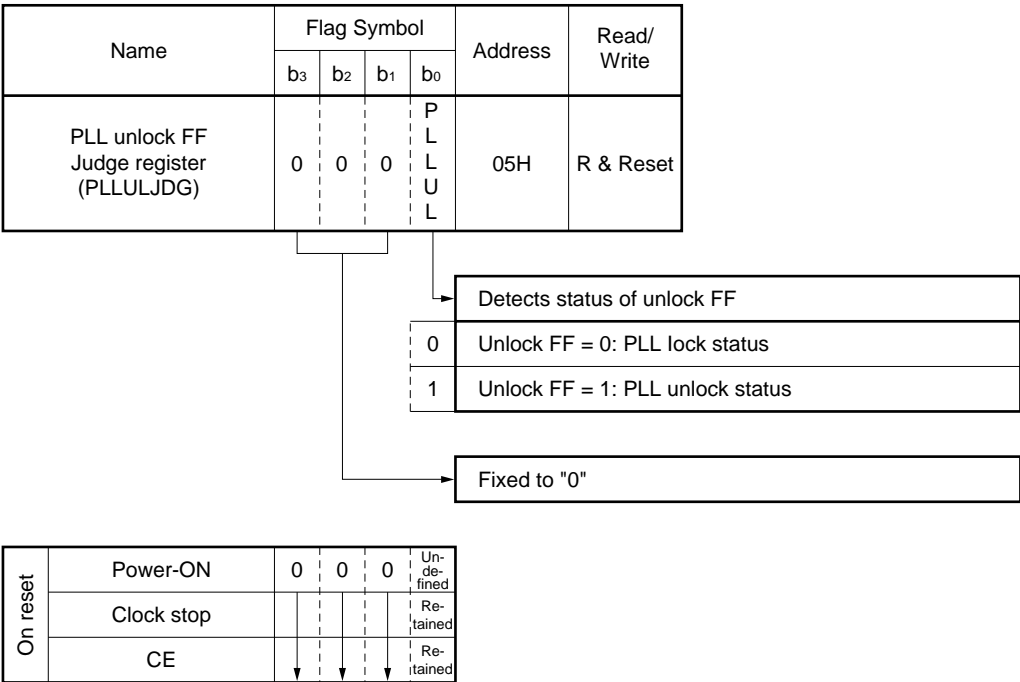 Name
Flag Symbol
Address
Read/
Write
b3 b2 b1 b0
PLL unlock FF
Judge register
(PLLULJDG)
0 0 0
P
L
L
U
L
05H
R & Reset
Detects status of unlock FF
0 Unlock FF = 0: PLL lock status
1 Unlock FF = 1: PLL unlock status
Fixed to "0"
On reset
Power-ON 0 0 0
Un-
de-
fined
Clock stop
Re-
tained
CE
Re-
tained